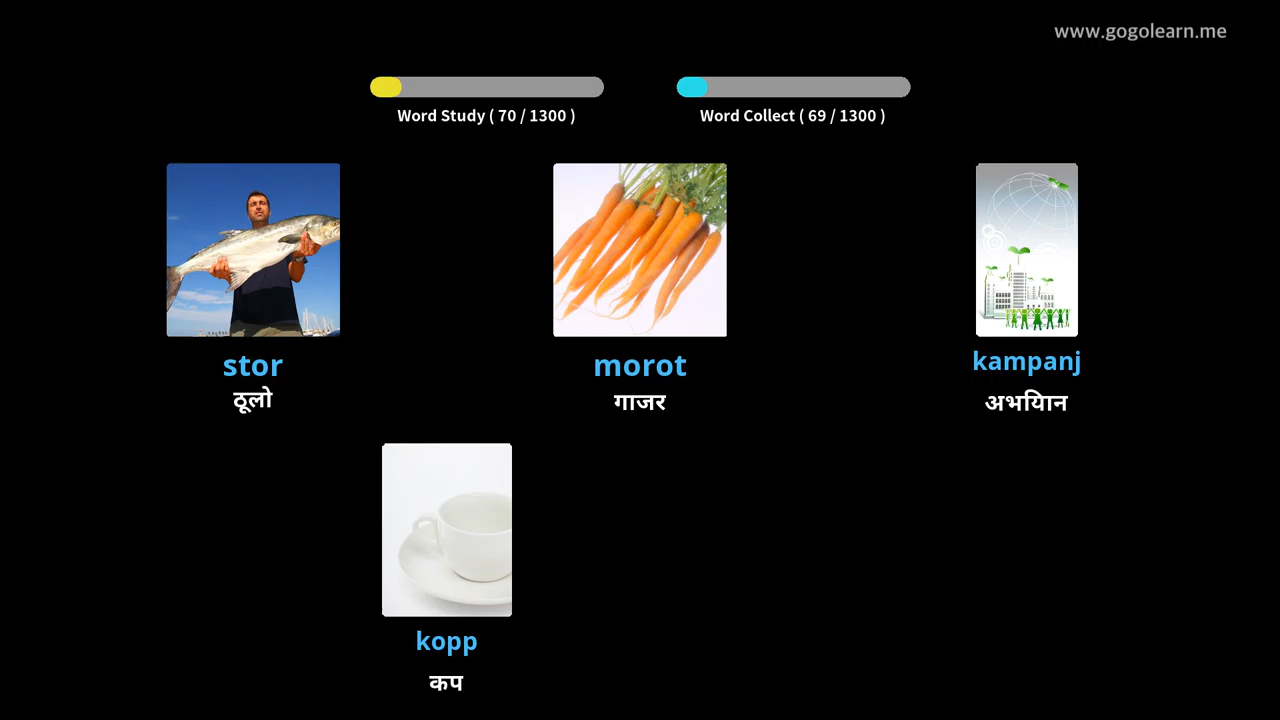 www.gogolearn.me
Word Study ( 70 / 1300 )
Word Collect ( 69 / 1300 )
stor
ठूलो
morot
गाजर
kampanj
अभियान
kopp
कप